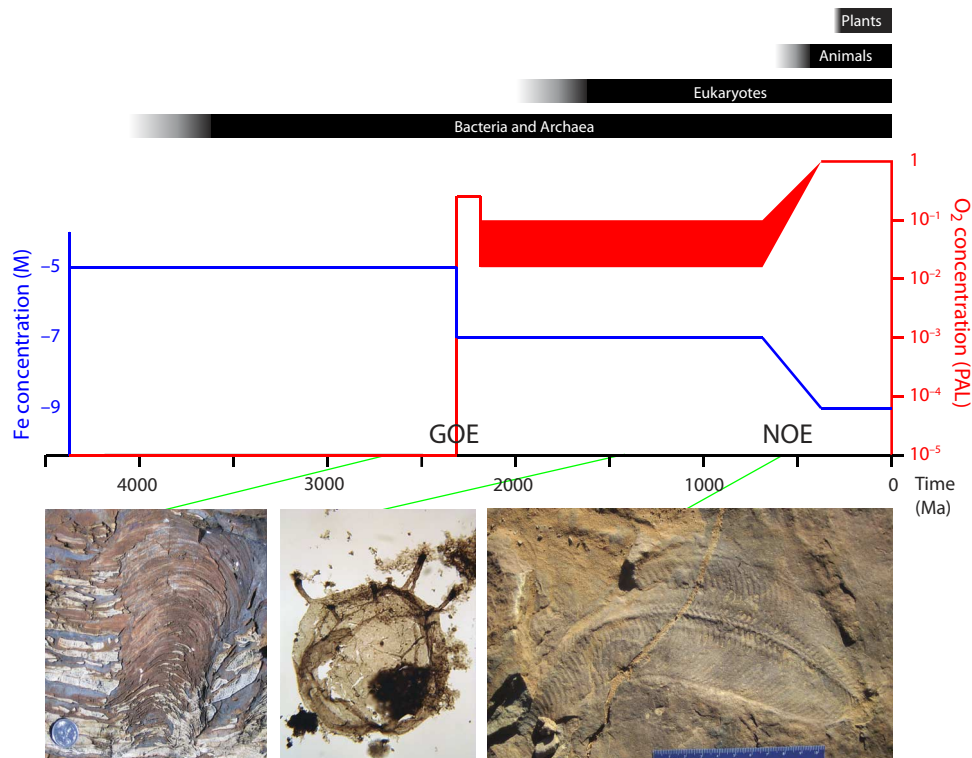 Plants
Animals
Eukaryotes
Bacteria and Archaea
Fe concentration (M)
–5
–7
–9
1
10⁻¹
10⁻²
10⁻³
10⁻⁴
10⁻⁵
O₂ concentration (PAL)
GOE
NOE
4000
3000
2000
1000
0
Time
(Ma)